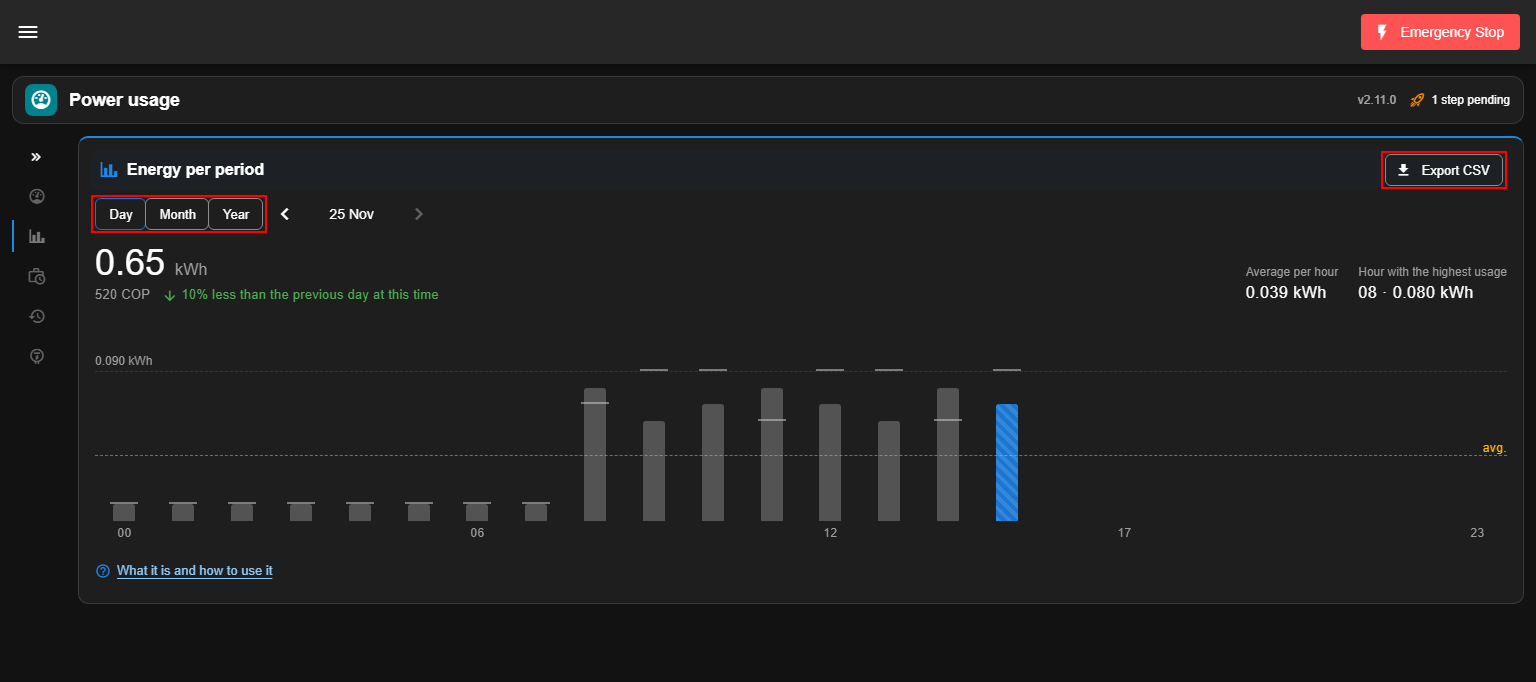 Emergency Stop
Power usage
v2.11.0
1 step pending
Energy per period
Export CSV
Day
Month
Year
25 Nov
0.65 kWh
520 COP
10% less than the previous day at this time
Average per hour
0.039 kWh
Hour with the highest usage
08 · 0.080 kWh
0.090 kWh
avg.
00
06
12
17
23
What it is and how to use it